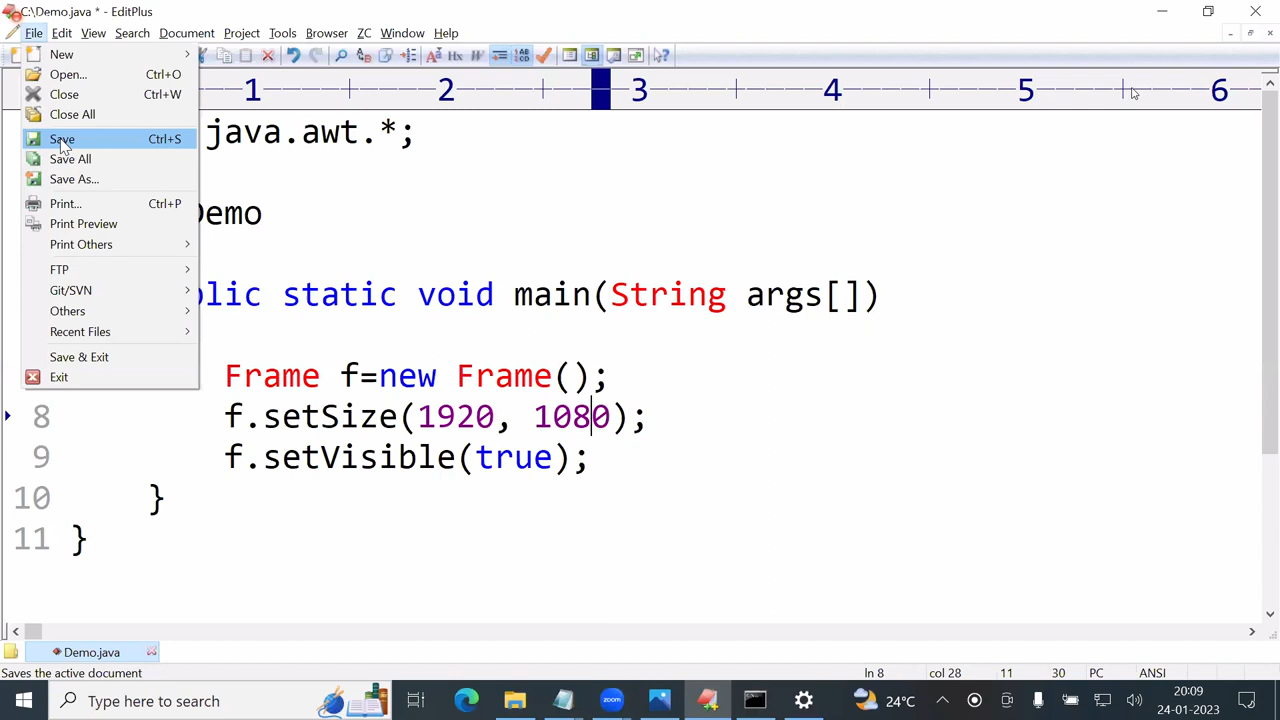 C:\Demo.java * - EditPlus
File Edit View Search Document Project Tools Browser ZC Window Help
New
Open... Ctrl+O
Close Ctrl+W
Close All
Save Ctrl+S
Save All
Save As...
Print... Ctrl+P
Print Preview
Print Others
FTP
Git/SVN
Others
Recent Files
Save & Exit
Exit
1 2 3 4 5 6
java.awt.*;
Demo
blic static void main(String args[])
Frame f=new Frame();
8 f.setSize(1920, 1080);
9 f.setVisible(true);
10 }
11 }
Demo.java
Saves the active document ln 8 col 28 11 30 PC ANSI
Type here to search
zoom
24°C
24-01-2023